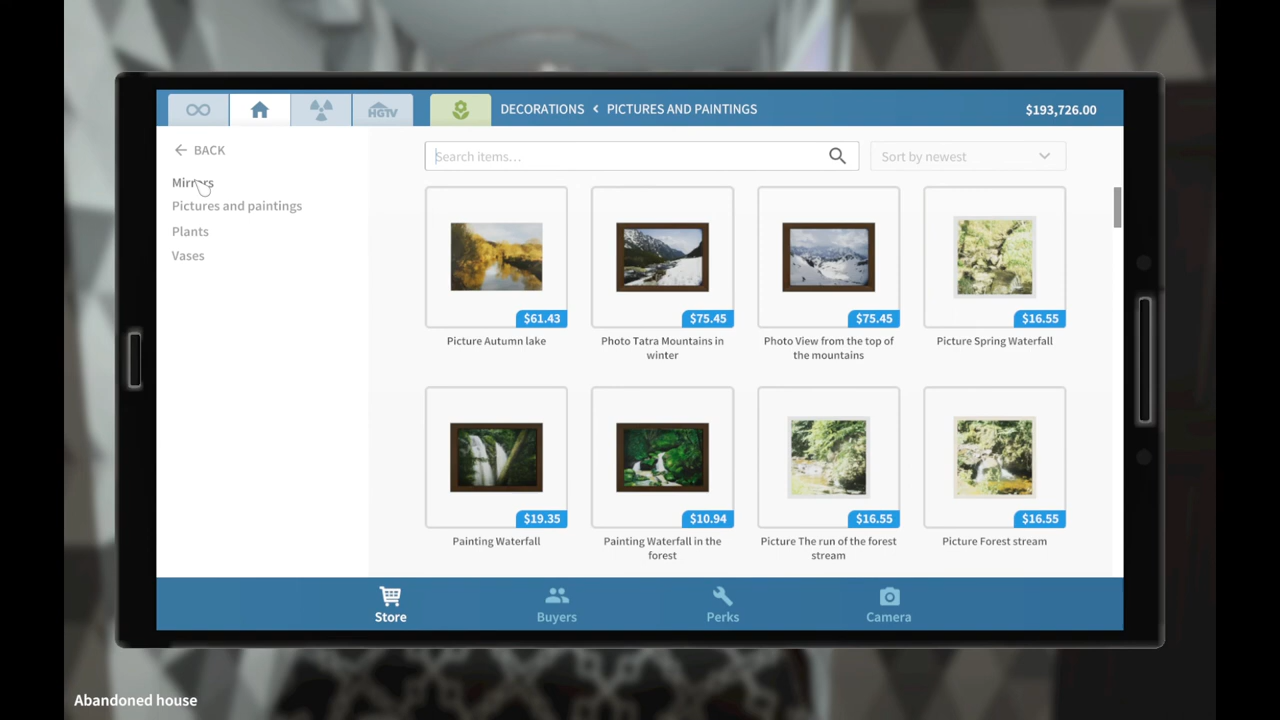 HGTV
DECORATIONS < PICTURES AND PAINTINGS
$193,726.00
← BACK
Mirrors
Pictures and paintings
Plants
Vases
Search items...
Sort by newest
$61.43
$75.45
$75.45
$16.55
Picture Autumn lake
Photo Tatra Mountains in
winter
Photo View from the top of
the mountains
Picture Spring Waterfall
$19.35
$10.94
$16.55
$16.55
Painting Waterfall
Painting Waterfall in the
forest
Picture The run of the forest
stream
Picture Forest stream
Store
Buyers
Perks
Camera
Abandoned house